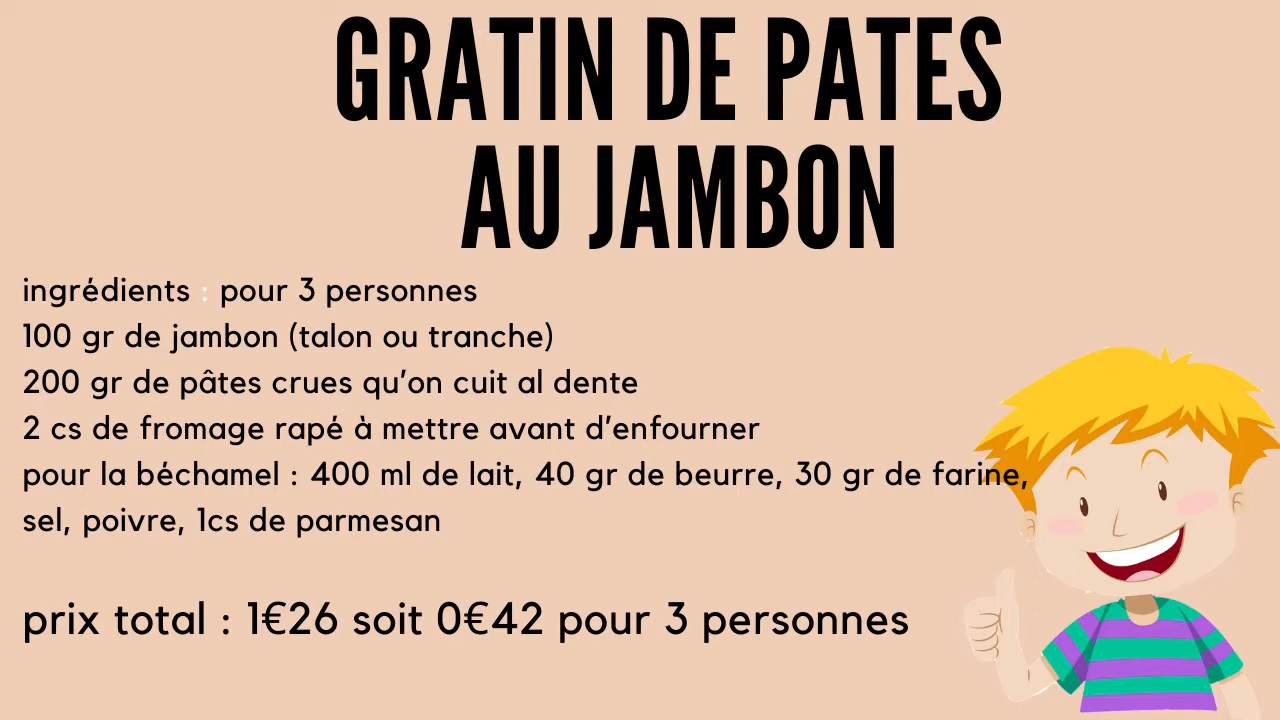 GRATIN DE PATES
AU JAMBON
ingrédients : pour 3 personnes
100 gr de jambon (talon ou tranche)
200 gr de pâtes crues qu'on cuit al dente
2 cs de fromage rapé à mettre avant d'enfourner
pour la béchamel : 400 ml de lait, 40 gr de beurre, 30 gr de farine,
sel, poivre, 1cs de parmesan
prix total : 1€26 soit 0€42 pour 3 personnes